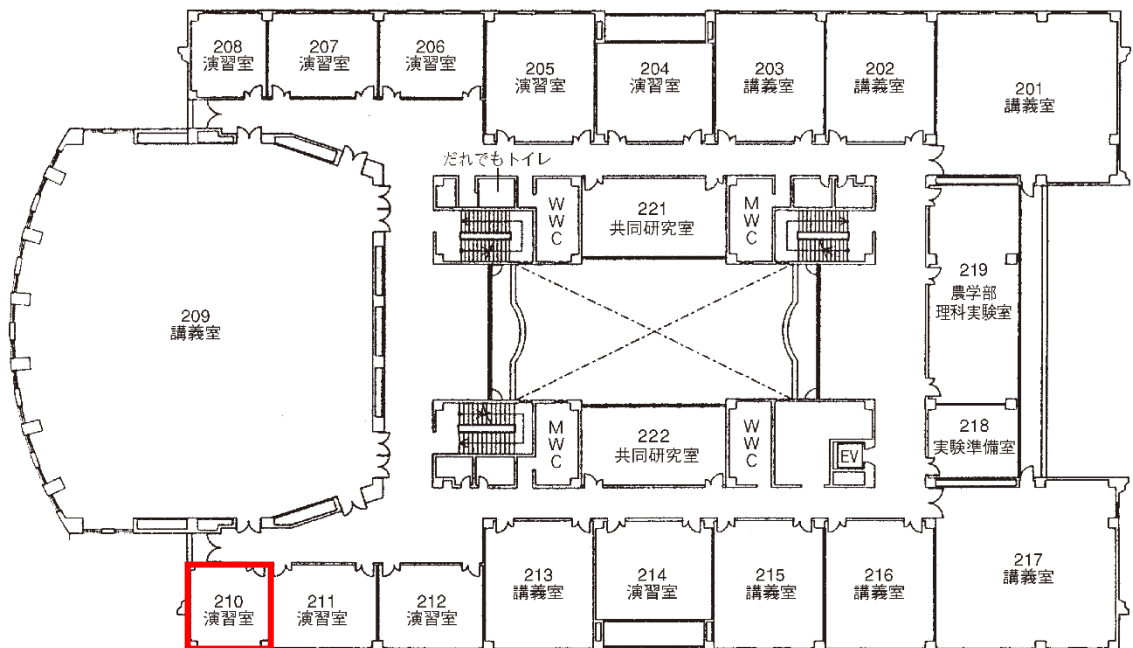 208
演習室
207
演習室
206
演習室
205
演習室
204
演習室
203
講義室
202
講義室
201
講義室
だれでもトイレ
WWC
221
共同研究室
MWC
219
農学部
理科実験室
209
講義室
MWC
222
共同研究室
WWC
EV
218
実験準備室
210
演習室
211
演習室
212
演習室
213
講義室
214
演習室
215
講義室
216
講義室
217
講義室